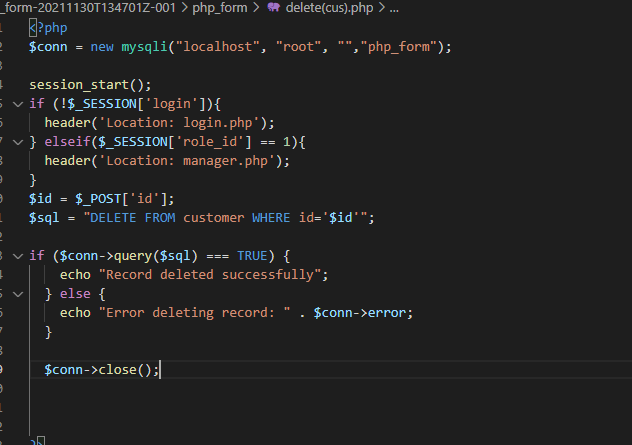 _form-20211130T134701Z-001 > php_form > delete(cus).php > ...
<?php
$conn = new mysqli("localhost", "root", "","php_form");
session_start();
if (!$_SESSION['login']){
header('Location: login.php');
} elseif($_SESSION['role_id'] == 1){
header('Location: manager.php');
}
$id = $_POST['id'];
$sql = "DELETE FROM customer WHERE id='$id'";
if ($conn->query($sql) === TRUE) {
echo "Record deleted successfully";
} else {
echo "Error deleting record: " . $conn->error;
}
$conn->close();
?>